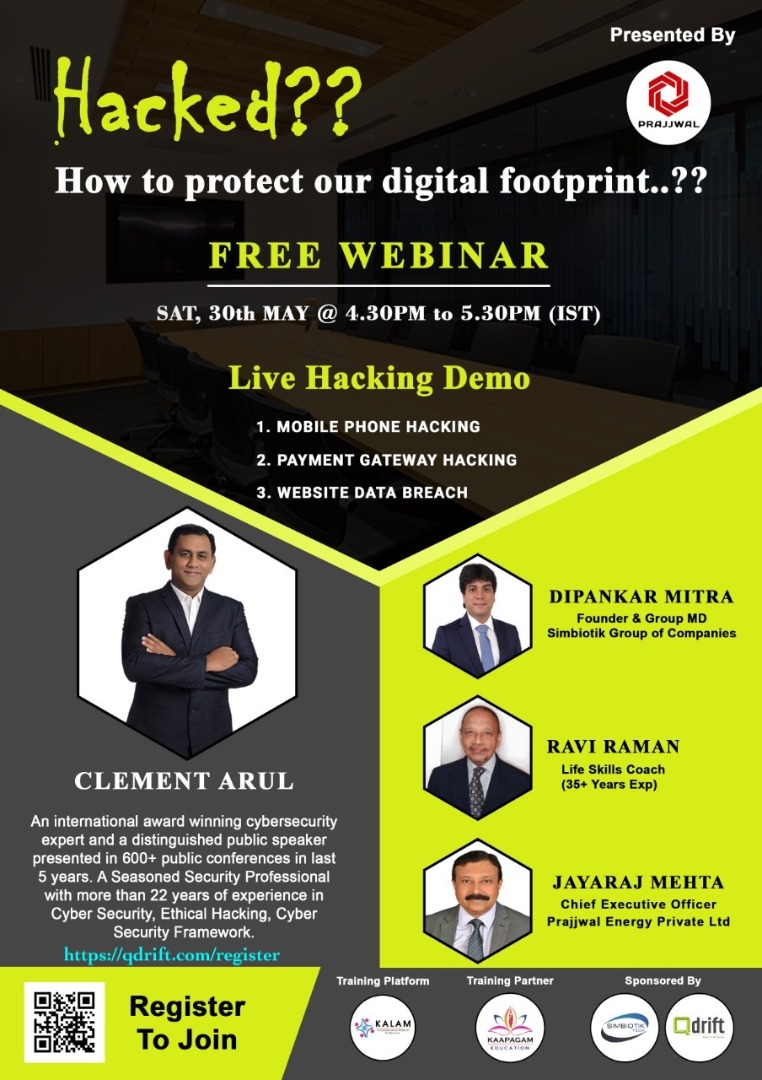 Presented By
PRAJJWAL
Hacked??
How to protect our digital footprint..??
FREE WEBINAR
SAT, 30th MAY @ 4.30PM to 5.30PM (IST)
Live Hacking Demo
1. MOBILE PHONE HACKING
2. PAYMENT GATEWAY HACKING
3. WEBSITE DATA BREACH
CLEMENT ARUL
An international award winning cybersecurity
expert and a distinguished public speaker
presented in 600+ public conferences in last
5 years. A Seasoned Security Professional
with more than 22 years of experience in
Cyber Security, Ethical Hacking, Cyber
Security Framework.
https://qdrift.com/register
DIPANKAR MITRA
Founder & Group MD
Simbiotik Group of Companies
RAVI RAMAN
Life Skills Coach
(35+ Years Exp)
JAYARAJ MEHTA
Chief Executive Officer
Prajjwal Energy Private Ltd
Register
To Join
Training Platform
KALAM
Training Partner
KAAPAGAM
EDUCATION
Sponsored By
SIMBIOTIK
TECH
Qdrift